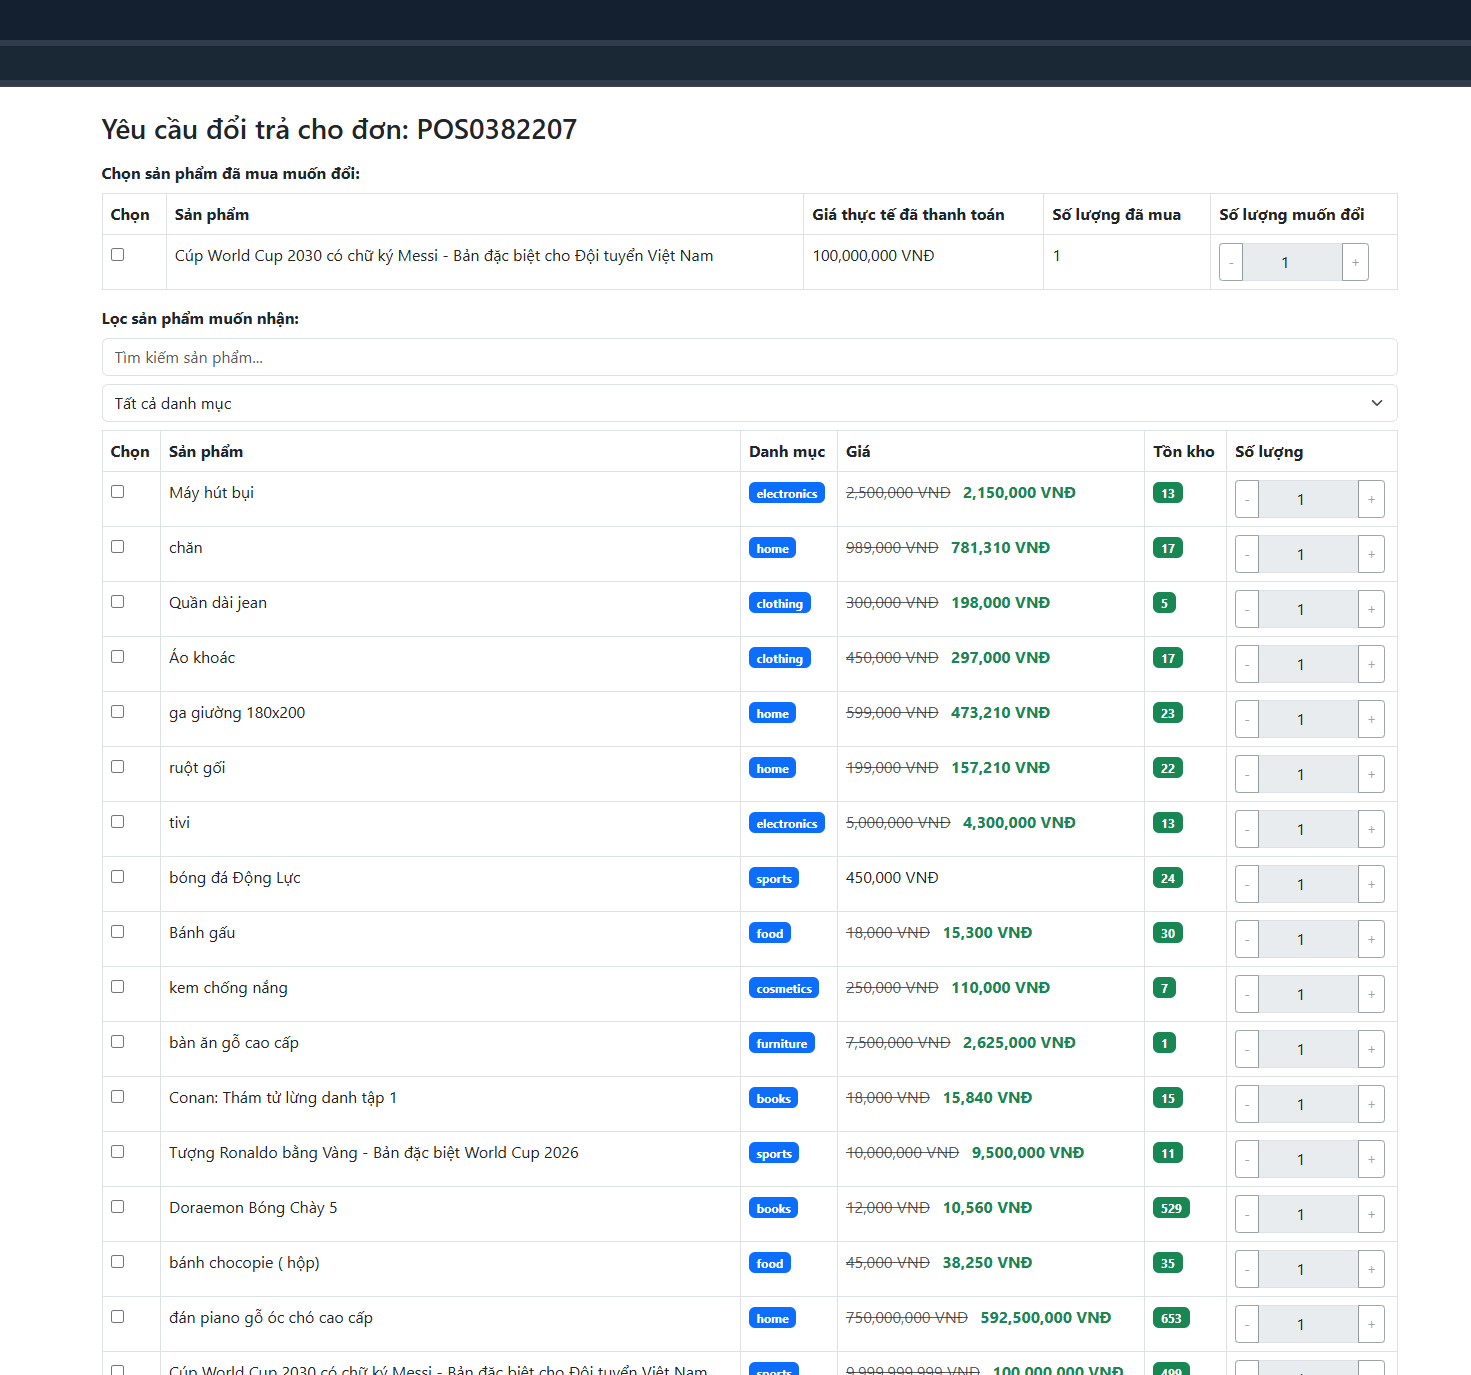 Yêu cầu đổi trả cho đơn: POS0382207
Chọn sản phẩm đã mua muốn đổi:
Chọn Sản phẩm Giá thực tế đã thanh toán Số lượng đã mua Số lượng muốn đổi
Cúp World Cup 2030 có chữ ký Messi - Bản đặc biệt cho Đội tuyển Việt Nam 100,000,000 VNĐ 1 - 1 +
Lọc sản phẩm muốn nhận:
Tìm kiếm sản phẩm...
Tất cả danh mục
Chọn Sản phẩm Danh mục Giá Tồn kho Số lượng
Máy hút bụi electronics 2,500,000 VNĐ 2,150,000 VNĐ 13 - 1 +
chăn home 989,000 VNĐ 781,310 VNĐ 17 - 1 +
Quần dài jean clothing 300,000 VNĐ 198,000 VNĐ 5 - 1 +
Áo khoác clothing 450,000 VNĐ 297,000 VNĐ 17 - 1 +
ga giường 180x200 home 599,000 VNĐ 473,210 VNĐ 23 - 1 +
ruột gối home 199,000 VNĐ 157,210 VNĐ 22 - 1 +
tivi electronics 5,000,000 VNĐ 4,300,000 VNĐ 13 - 1 +
bóng đá Động Lực sports 450,000 VNĐ 24 - 1 +
Bánh gấu food 18,000 VNĐ 15,300 VNĐ 30 - 1 +
kem chống nắng cosmetics 250,000 VNĐ 110,000 VNĐ 7 - 1 +
bàn ăn gỗ cao cấp furniture 7,500,000 VNĐ 2,625,000 VNĐ 1 - 1 +
Conan: Thám tử lừng danh tập 1 books 18,000 VNĐ 15,840 VNĐ 15 - 1 +
Tượng Ronaldo bằng Vàng - Bản đặc biệt World Cup 2026 sports 10,000,000 VNĐ 9,500,000 VNĐ 11 - 1 +
Doraemon Bóng Chày 5 books 12,000 VNĐ 10,560 VNĐ 529 - 1 +
bánh chocopie ( hộp) food 45,000 VNĐ 38,250 VNĐ 35 - 1 +
đán piano gỗ óc chó cao cấp home 750,000,000 VNĐ 592,500,000 VNĐ 653 - 1 +
Cúp World Cup 2030 có chữ ký Messi - Bản đặc biệt cho Đội tuyển Việt Nam sports 9,999,999,999 VNĐ 100,000,000 VNĐ 499